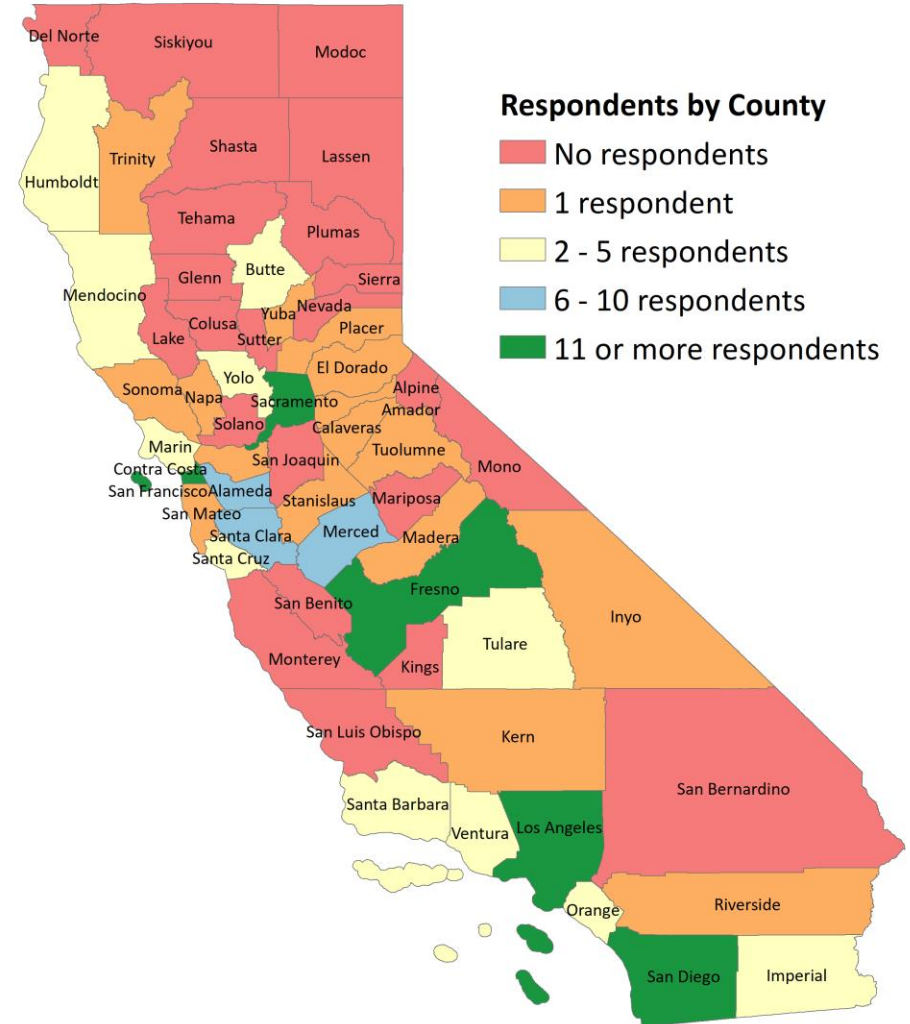 Del Norte
Siskiyou
Modoc
Respondents by County
No respondents
1 respondent
2 - 5 respondents
6 - 10 respondents
11 or more respondents
Humboldt
Trinity
Shasta
Lassen
Tehama
Plumas
Mendocino
Glenn
Butte
Sierra
Lake
Colusa
Sutter
Yuba
Nevada
Placer
Sonoma
Napa
Yolo
Sacramento
El Dorado
Alpine
Amador
Solano
Calaveras
Marin
Contra Costa
San Joaquin
Tuolumne
Mono
San Francisco
Alameda
Stanislaus
Mariposa
San Mateo
Santa Clara
Merced
Madera
Santa Cruz
San Benito
Fresno
Inyo
Monterey
Kings
Tulare
San Luis Obispo
Kern
San Bernardino
Santa Barbara
Ventura
Los Angeles
Orange
Riverside
San Diego
Imperial